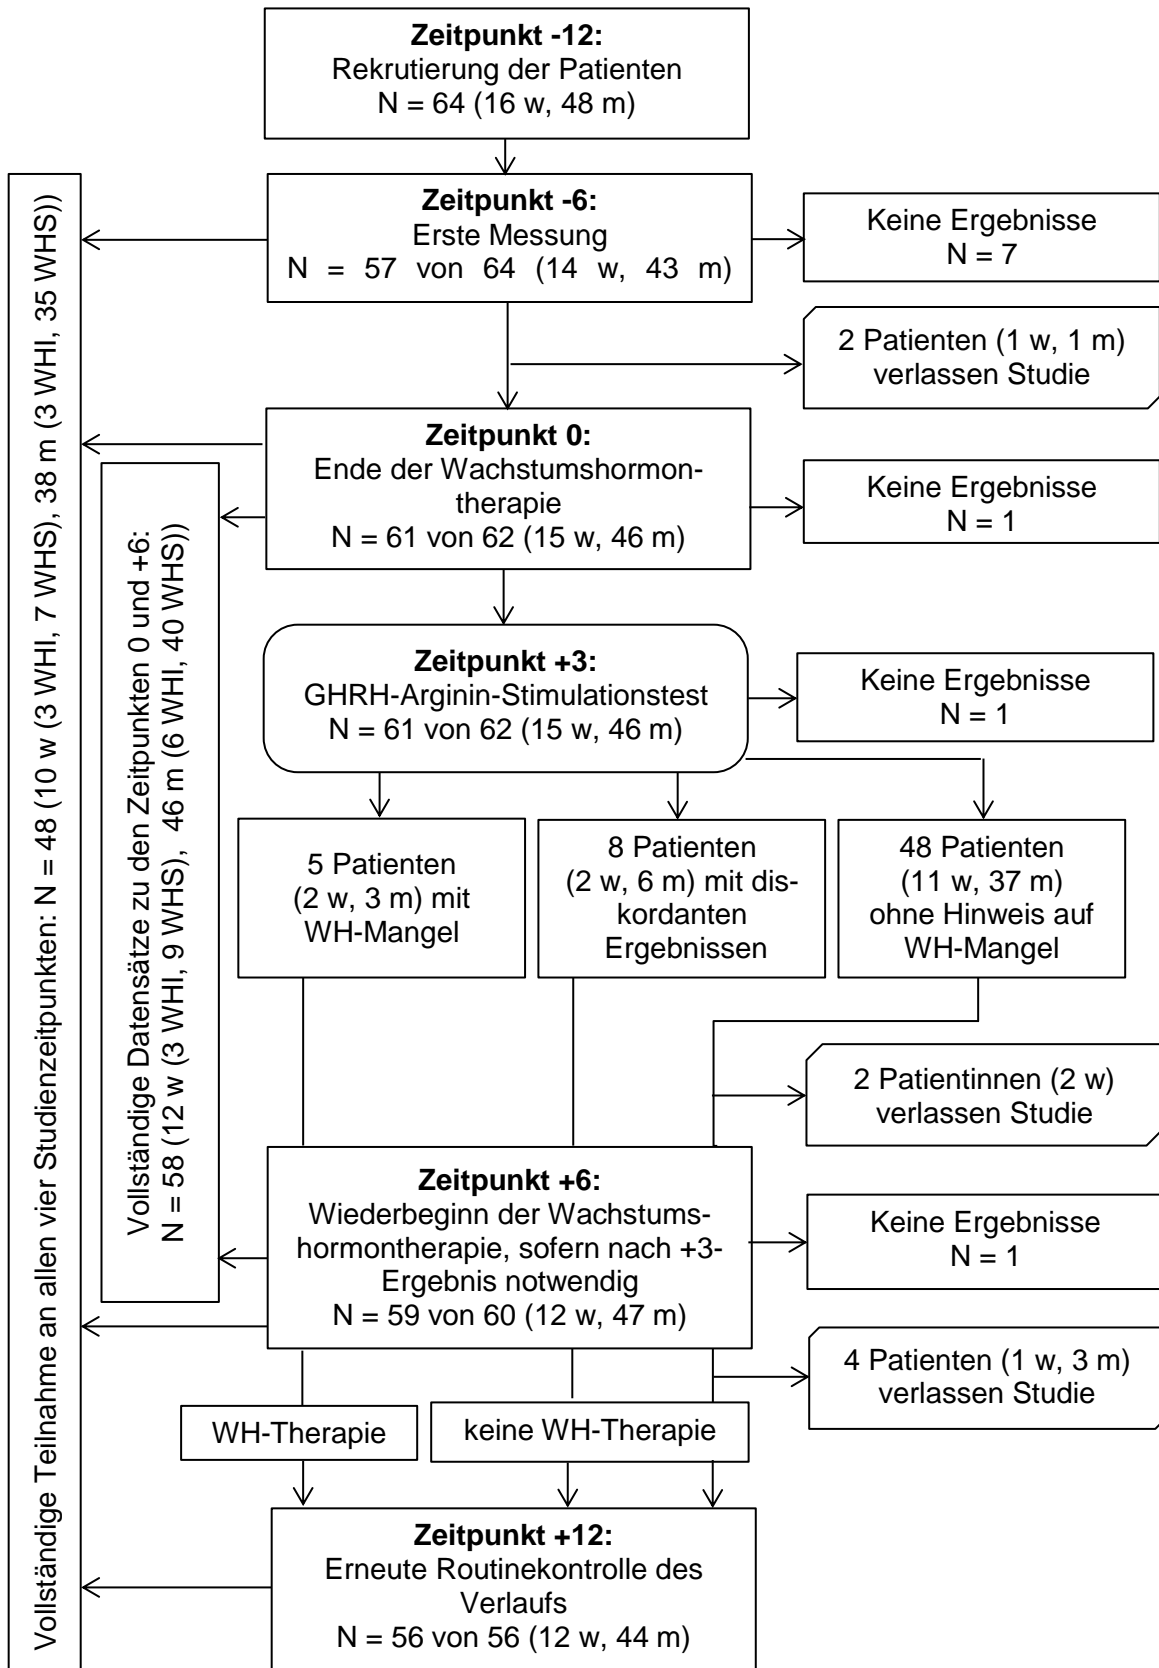 Zeitpunkt -12:
Rekrutierung der Patienten
N = 64 (16 w, 48 m)
Zeitpunkt -6:
Erste Messung
N = 57 von 64 (14 w, 43 m)
Keine Ergebnisse
N = 7
2 Patienten (1 w, 1 m)
verlassen Studie
Zeitpunkt 0:
Ende der Wachstumshormon-
therapie
N = 61 von 62 (15 w, 46 m)
Keine Ergebnisse
N = 1
Zeitpunkt +3:
GHRH-Arginin-Stimulationstest
N = 61 von 62 (15 w, 46 m)
Keine Ergebnisse
N = 1
5 Patienten
(2 w, 3 m) mit
WH-Mangel
8 Patienten
(2 w, 6 m) mit dis-
kordanten
Ergebnissen
48 Patienten
(11 w, 37 m)
ohne Hinweis auf
WH-Mangel
2 Patientinnen (2 w)
verlassen Studie
Zeitpunkt +6:
Wiederbeginn der Wachstums-
hormontherapie, sofern nach +3-
Ergebnis notwendig
N = 59 von 60 (12 w, 47 m)
Keine Ergebnisse
N = 1
4 Patienten (1 w, 3 m)
verlassen Studie
WH-Therapie
keine WH-Therapie
Zeitpunkt +12:
Erneute Routinekontrolle des
Verlaufs
N = 56 von 56 (12 w, 44 m)
Vollständige Teilnahme an allen vier Studienzeitpunkten: N = 48 (10 w (3 WHI, 7 WHS), 38 m (3 WHI, 35 WHS))
Vollständige Datensätze zu den Zeitpunkten 0 und +6:
N = 58 (12 w (3 WHI, 9 WHS), 46 m (6 WHI, 40 WHS))